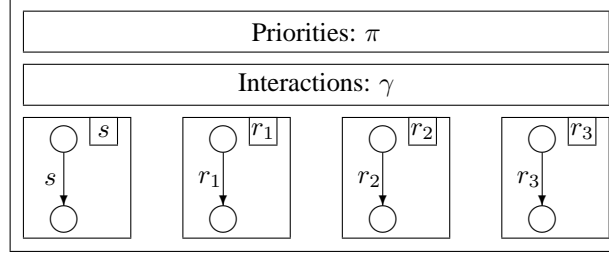 Priorities: π
Interactions: γ
s r₁ r₂ r₃
s r₁ r₂ r₃